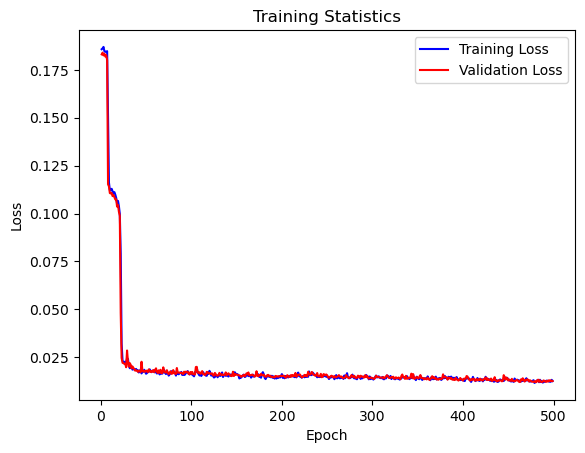 Training Statistics
Training Loss
Validation Loss
0.175
0.150
0.125
0.100
0.075
0.050
0.025
Loss
0 100 200 300 400 500
Epoch